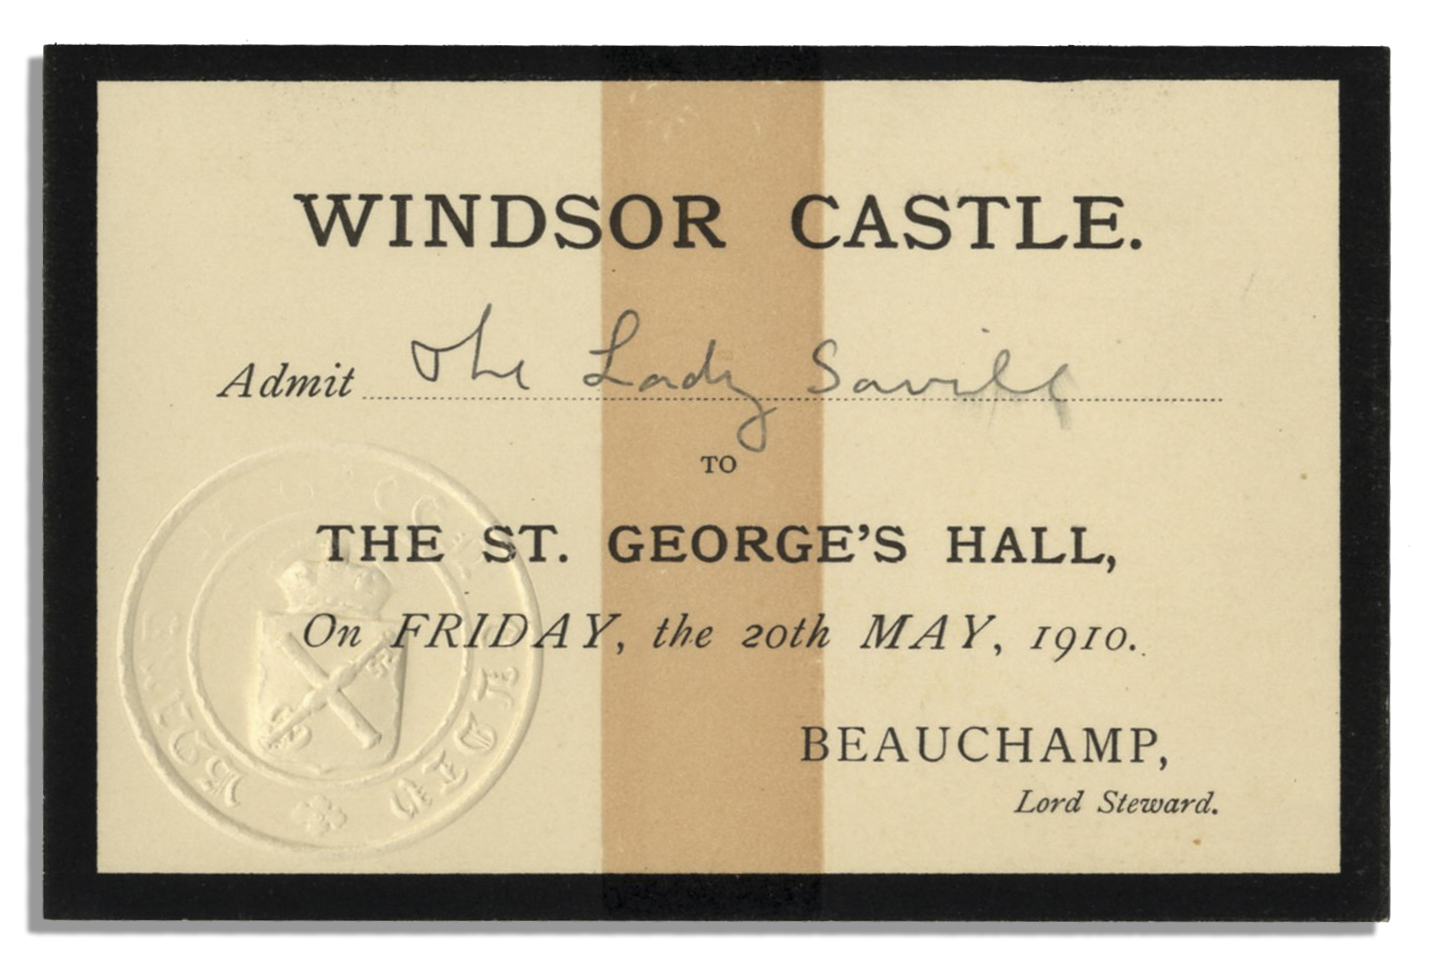 WINDSOR CASTLE.
Admit The Lady Savile
TO
THE ST. GEORGE'S HALL,
On FRIDAY, the 20th MAY, 1910.
BEAUCHAMP,
Lord Steward.